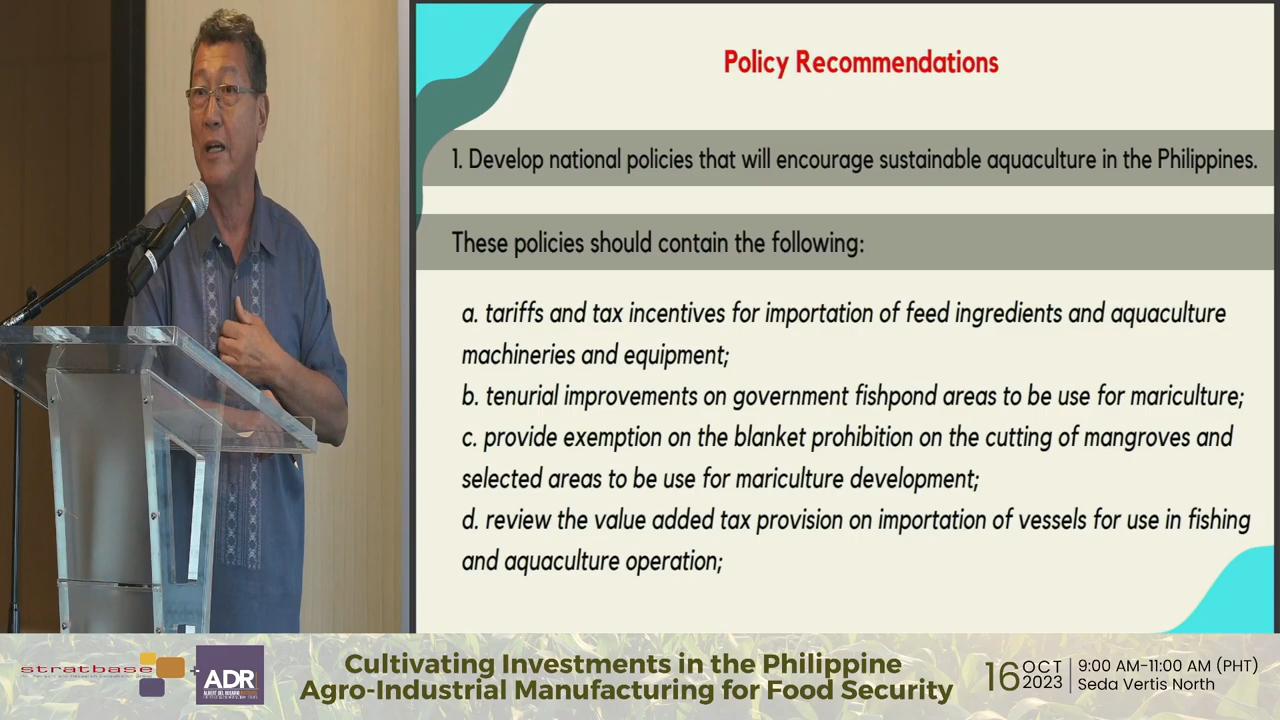 Policy Recommendations
1. Develop national policies that will encourage sustainable aquaculture in the Philippines.
These policies should contain the following:
a. tariffs and tax incentives for importation of feed ingredients and aquaculture
machineries and equipment;
b. tenurial improvements on government fishpond areas to be use for mariculture;
c. provide exemption on the blanket prohibition on the cutting of mangroves and
selected areas to be use for mariculture development;
d. review the value added tax provision on importation of vessels for use in fishing
and aquaculture operation;
stratbase
+
ADR
Cultivating Investments in the Philippine
Agro-Industrial Manufacturing for Food Security
16 OCT
2023
9:00 AM-11:00 AM (PHT)
Seda Vertis North